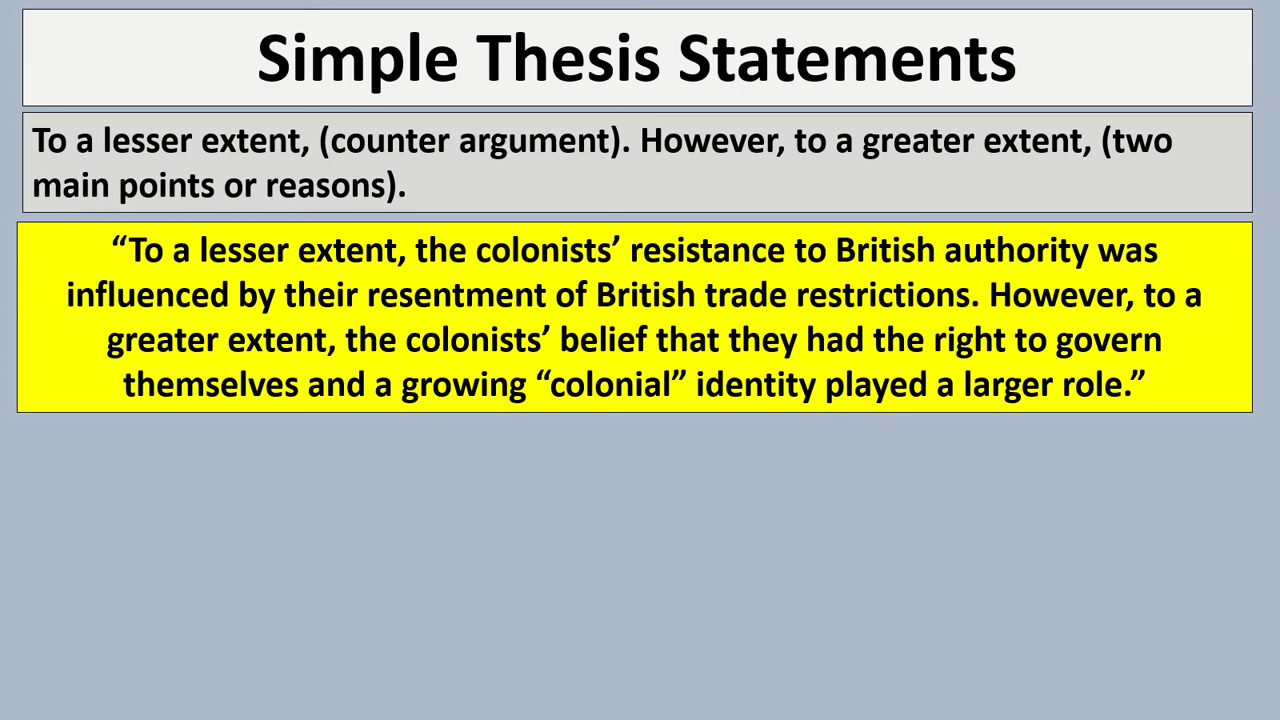 Simple Thesis Statements
To a lesser extent, (counter argument). However, to a greater extent, (two
main points or reasons).
“To a lesser extent, the colonists’ resistance to British authority was
influenced by their resentment of British trade restrictions. However, to a
greater extent, the colonists’ belief that they had the right to govern
themselves and a growing “colonial” identity played a larger role.”